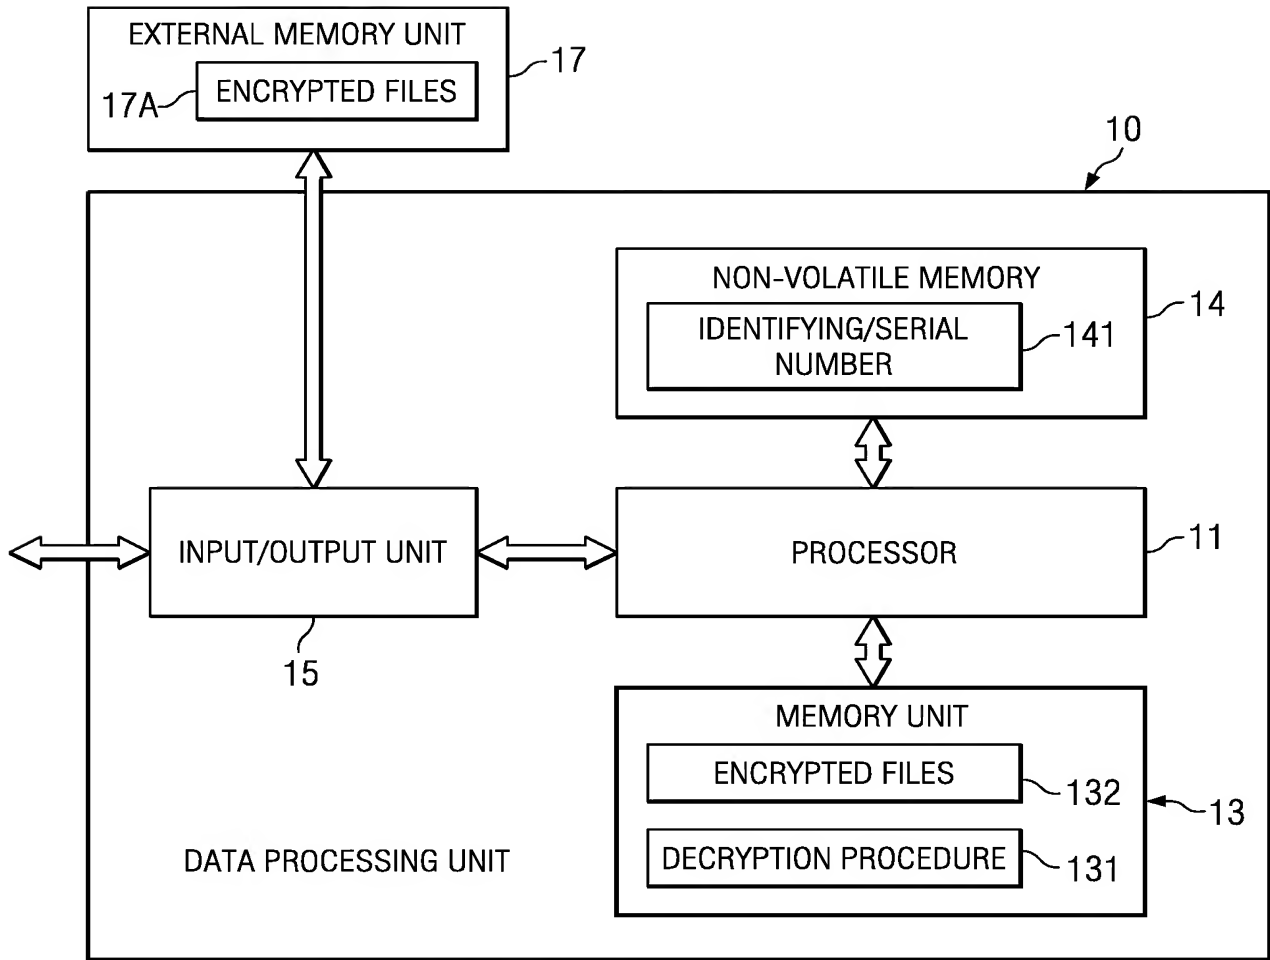 EXTERNAL MEMORY UNIT
17
ENCRYPTED FILES
17A
10
NON-VOLATILE MEMORY
14
IDENTIFYING/SERIAL
NUMBER
141
INPUT/OUTPUT UNIT
15
PROCESSOR
11
MEMORY UNIT
ENCRYPTED FILES
132
13
DECRYPTION PROCEDURE
131
DATA PROCESSING UNIT